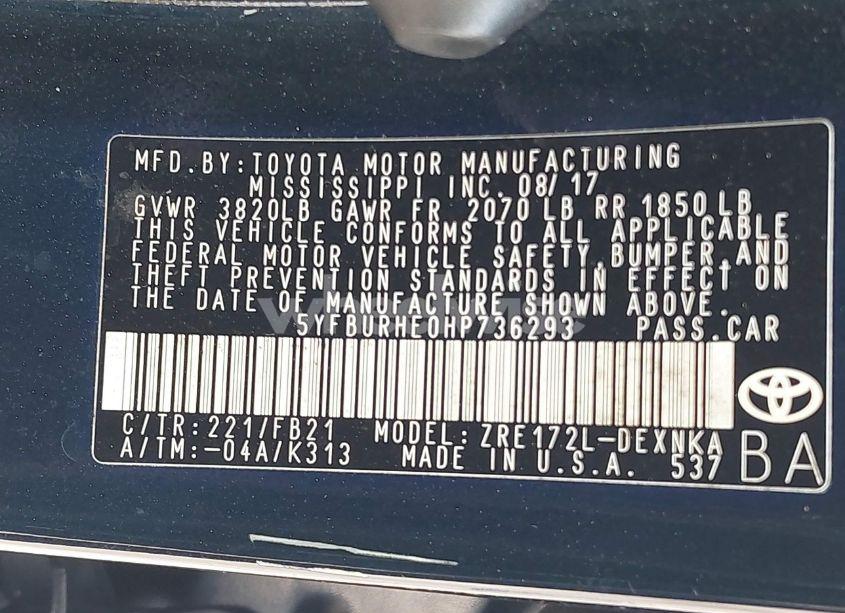 MFD.BY:TOYOTA MOTOR MANUFACTURING
MISSISSIPPI INC. 08/17
GVWR 3820LB GAWR FR 2070 LB RR 1850LB
THIS VEHICLE CONFORMS TO ALL APPLICABLE
FEDERAL MOTOR VEHICLE SAFETY,BUMPER,AND
THEFT PREVENTION STANDARDS IN EFFECT ON
THE DATE OF MANUFACTURE SHOWN ABOVE.
5YFBURHE0HP736293 PASS.CAR
C/TR:221/FB21 MODEL:ZRE172L-DEXNKA
A/TM:-04A/K313 MADE IN U.S.A. 537
BA